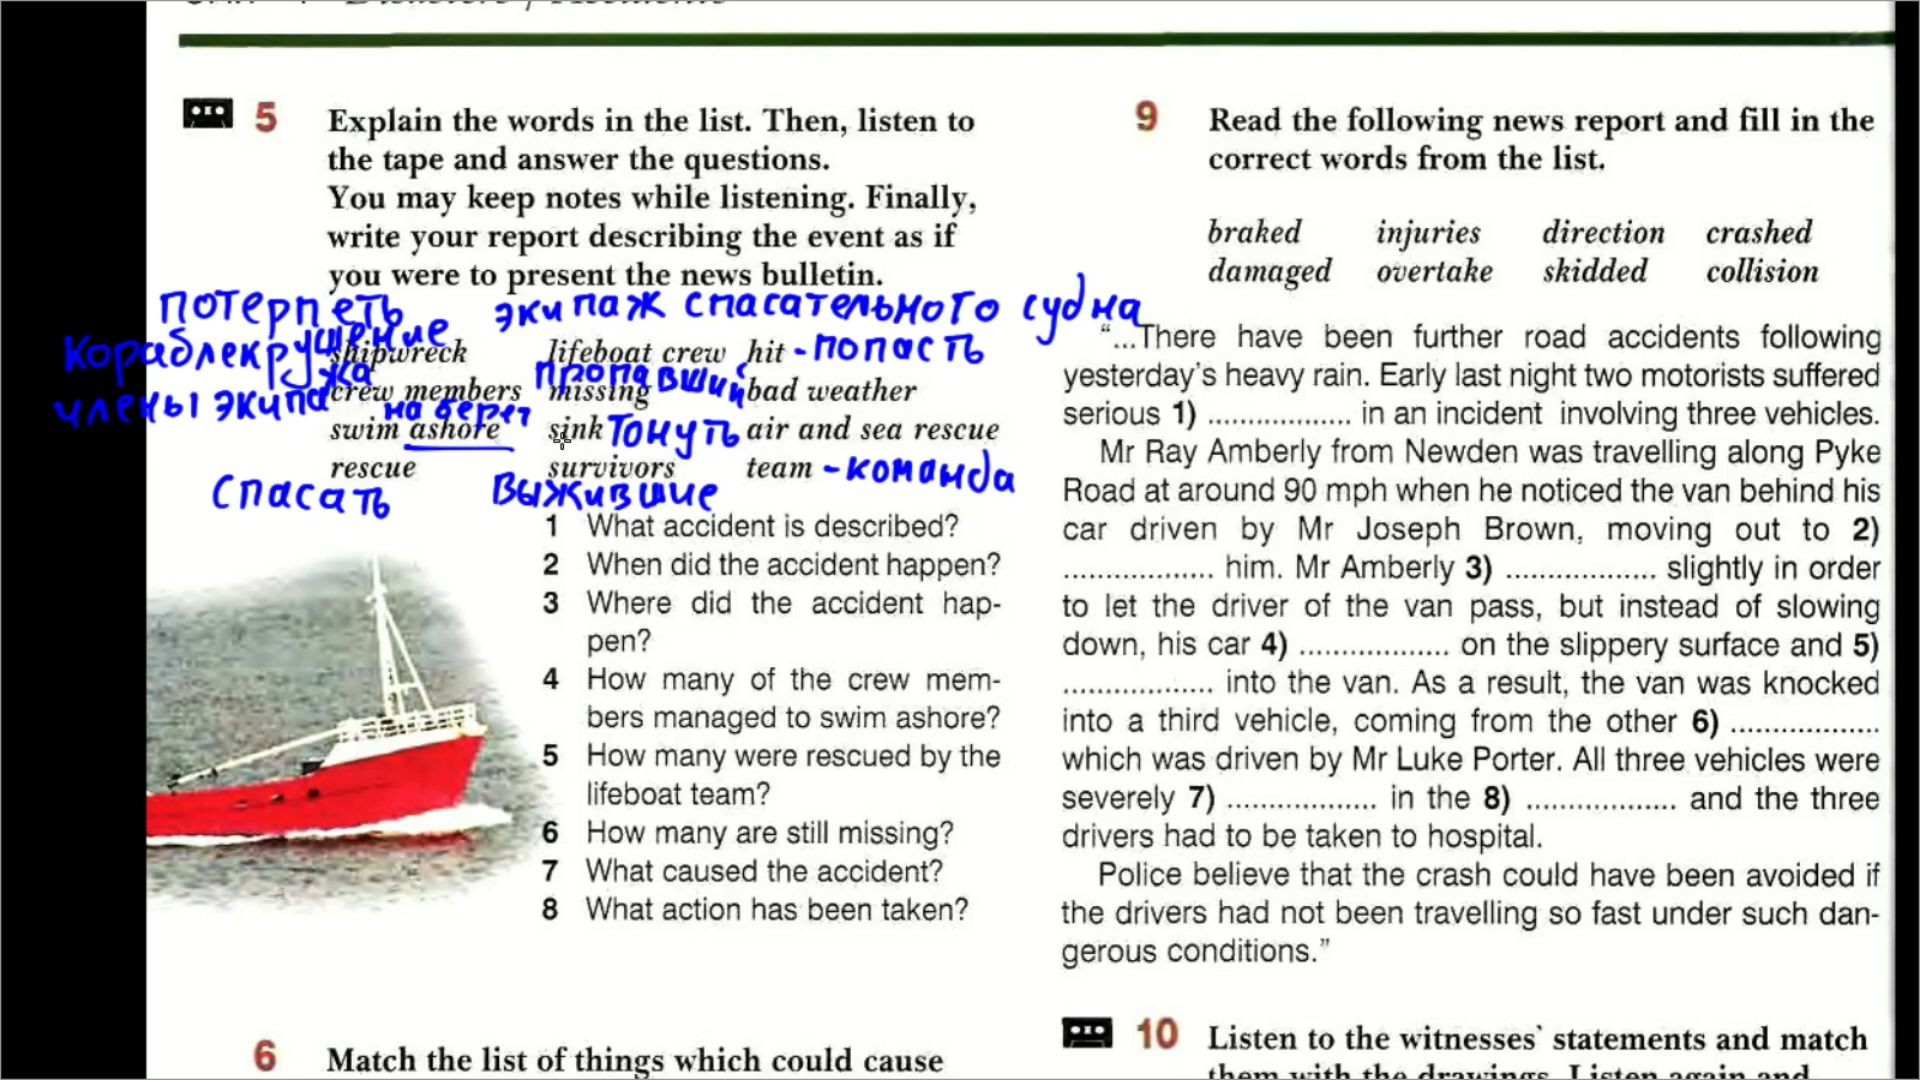 5 Explain the words in the list. Then, listen to
the tape and answer the questions.
You may keep notes while listening. Finally,
write your report describing the event as if
you were to present the news bulletin.
потерпеть
кораблекрушение
экипаж спасательного судна
shipwreck lifeboat crew hit - попасть
члены экипажа
пропавший
crew members missing bad weather
на берег
swim ashore sink тонуть air and sea rescue
rescue survivors team - команда
спасать выжившие
1 What accident is described?
2 When did the accident happen?
3 Where did the accident hap-
pen?
4 How many of the crew mem-
bers managed to swim ashore?
5 How many were rescued by the
lifeboat team?
6 How many are still missing?
7 What caused the accident?
8 What action has been taken?
6 Match the list of things which could cause
9 Read the following news report and fill in the
correct words from the list.
braked injuries direction crashed
damaged overtake skidded collision
“...There have been further road accidents following
yesterday's heavy rain. Early last night two motorists suffered
serious 1) .................. in an incident involving three vehicles.
Mr Ray Amberly from Newden was travelling along Pyke
Road at around 90 mph when he noticed the van behind his
car driven by Mr Joseph Brown, moving out to 2)
.................. him. Mr Amberly 3) .................. slightly in order
to let the driver of the van pass, but instead of slowing
down, his car 4) .................. on the slippery surface and 5)
.................. into the van. As a result, the van was knocked
into a third vehicle, coming from the other 6) ..................
which was driven by Mr Luke Porter. All three vehicles were
severely 7) .................. in the 8) .................. and the three
drivers had to be taken to hospital.
Police believe that the crash could have been avoided if
the drivers had not been travelling so fast under such dan-
gerous conditions.”
10 Listen to the witnesses' statements and match
them with the drawings. Listen again and